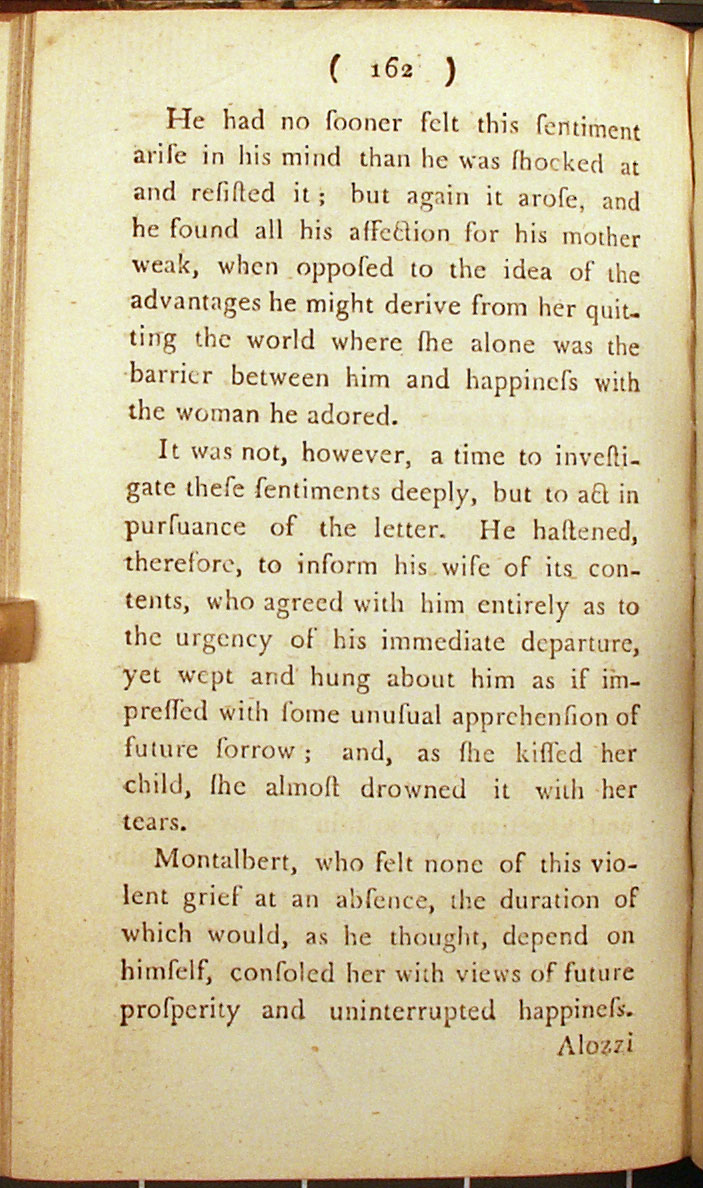 ( 162 )
He had no ſooner felt this ſentiment
ariſe in his mind than he was ſhocked at
and reſiſted it; but again it aroſe, and
he found all his affection for his mother
weak, when oppoſed to the idea of the
advantages he might derive from her quit-
ting the world where ſhe alone was the
barrier between him and happineſs with
the woman he adored.
It was not, however, a time to inveſti-
gate theſe ſentiments deeply, but to act in
purſuance of the letter. He haſtened,
therefore, to inform his wife of its con-
tents, who agreed with him entirely as to
the urgency of his immediate departure,
yet wept and hung about him as if im-
preſſed with ſome unuſual apprehenſion of
future ſorrow; and, as ſhe kiſſed her
child, ſhe almoſt drowned it with her
tears.
Montalbert, who felt none of this vio-
lent grief at an abſence, the duration of
which would, as he thought, depend on
himſelf, conſoled her with views of future
proſperity and uninterrupted happineſs.
Alozzi